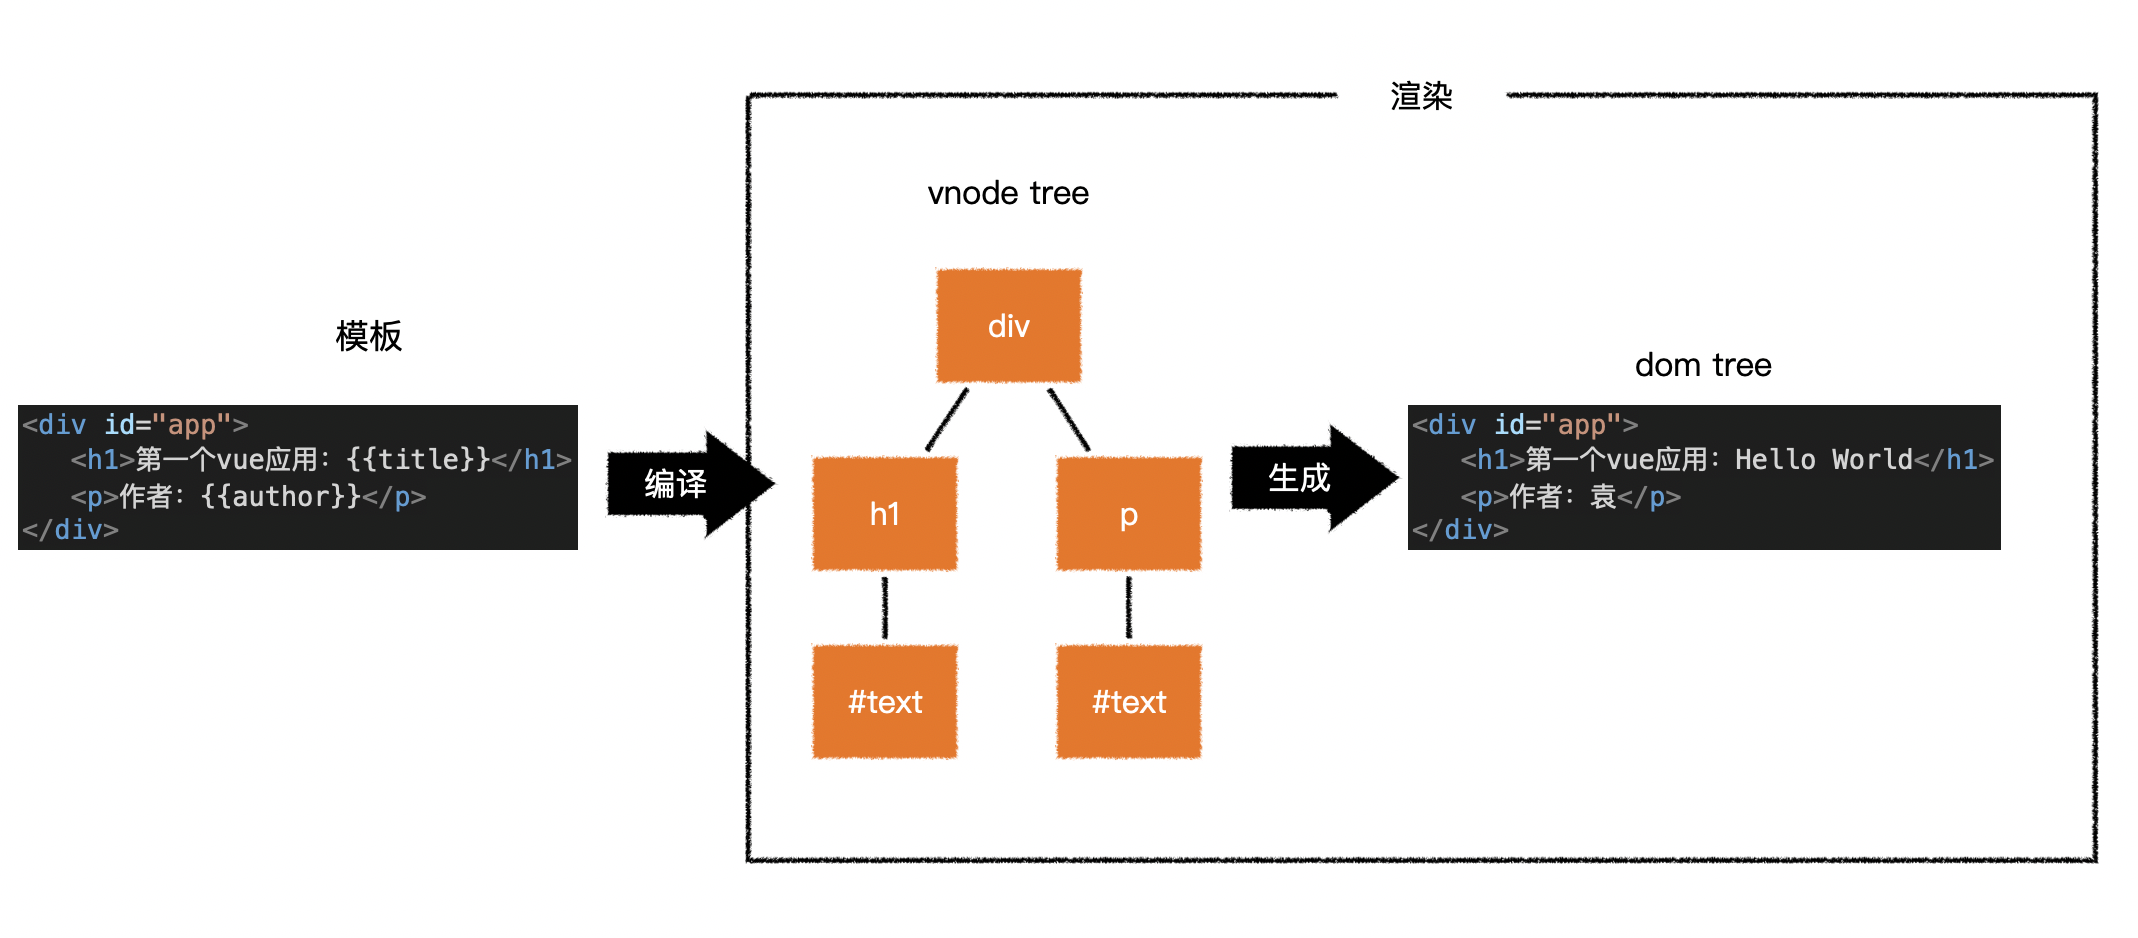 渲染
vnode tree
div
h1
p
#text
#text
模板
<div id="app">
<h1>第一个vue应用：{{title}}</h1>
<p>作者：{{author}}</p>
</div>
编译
生成
dom tree
<div id="app">
<h1>第一个vue应用：Hello World</h1>
<p>作者：袁</p>
</div>